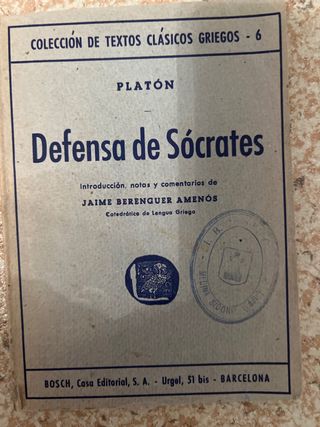 COLECCIÓN DE TEXTOS CLÁSICOS GRIEGOS - 6
PLATÓN
Defensa de Sócrates
Introducción, notas y comentarios de
JAIME BERENGUER AMENÓS
Catedrático de Lengua Griega
BOSCH, Casa Editorial, S. A. - Urgel, 51 bis - BARCELONA